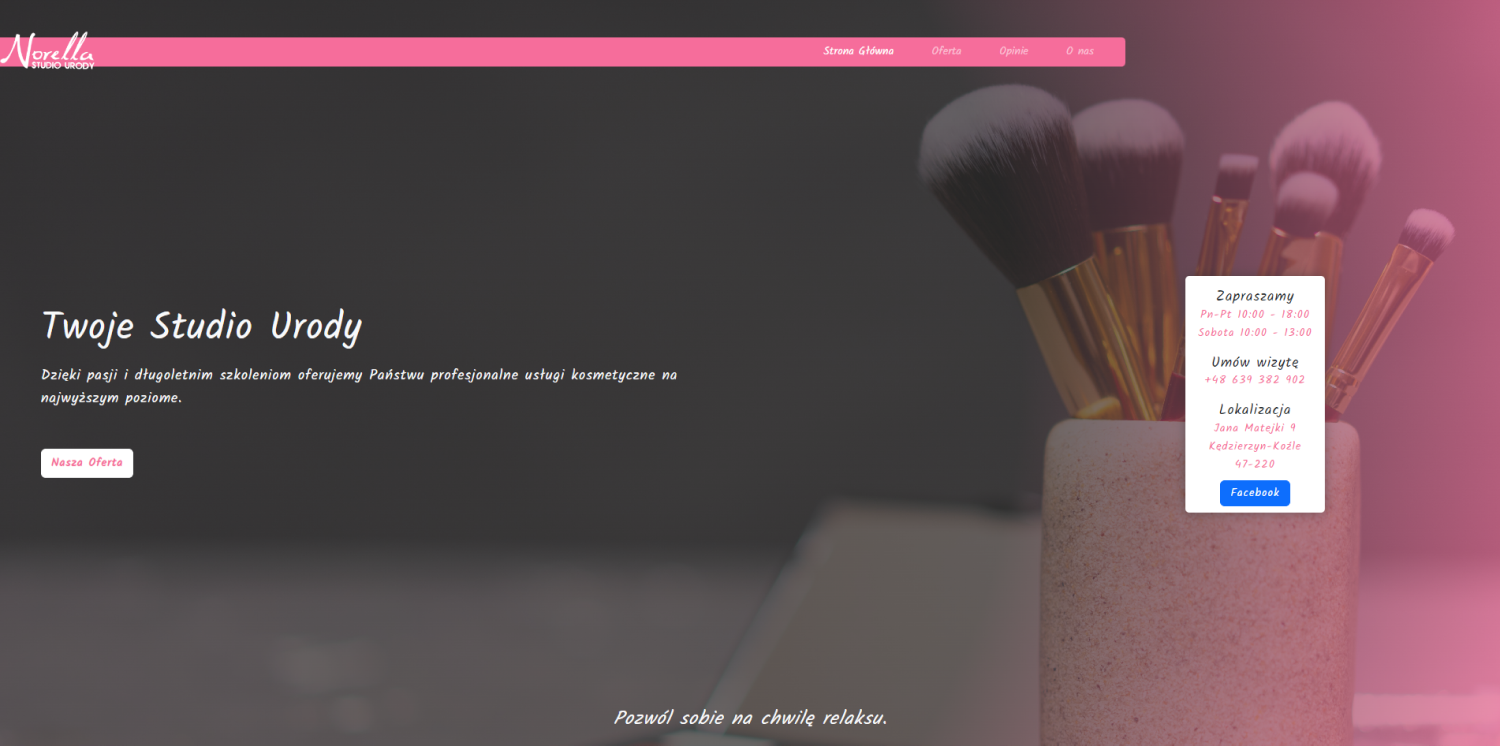 Norella
STUDIO URODY
Strona Główna
Oferta
Opinie
O nas
Twoje Studio Urody
Dzięki pasji i długoletnim szkoleniom oferujemy Państwu profesjonalne usługi kosmetyczne na
najwyższym poziome.
Nasza Oferta
Zapraszamy
Pn-Pt 10:00 - 18:00
Sobota 10:00 - 13:00
Umów wizytę
+48 639 382 902
Lokalizacja
Jana Matejki 9
Kędzierzyn-Koźle
47-220
Facebook
Pozwól sobie na chwilę relaksu.